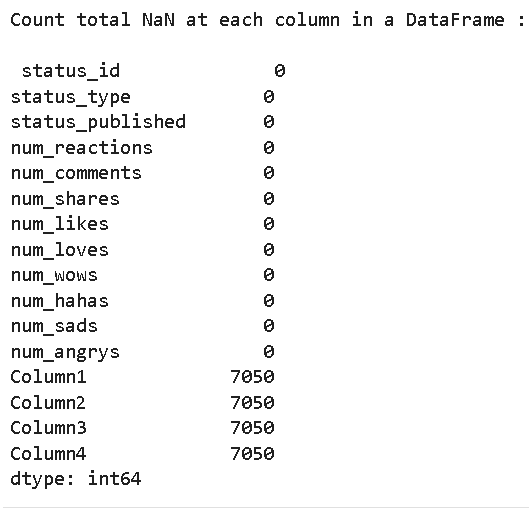 Count total NaN at each column in a DataFrame :
status_id 0
status_type 0
status_published 0
num_reactions 0
num_comments 0
num_shares 0
num_likes 0
num_loves 0
num_wows 0
num_hahas 0
num_sads 0
num_angrys 0
Column1 7050
Column2 7050
Column3 7050
Column4 7050
dtype: int64